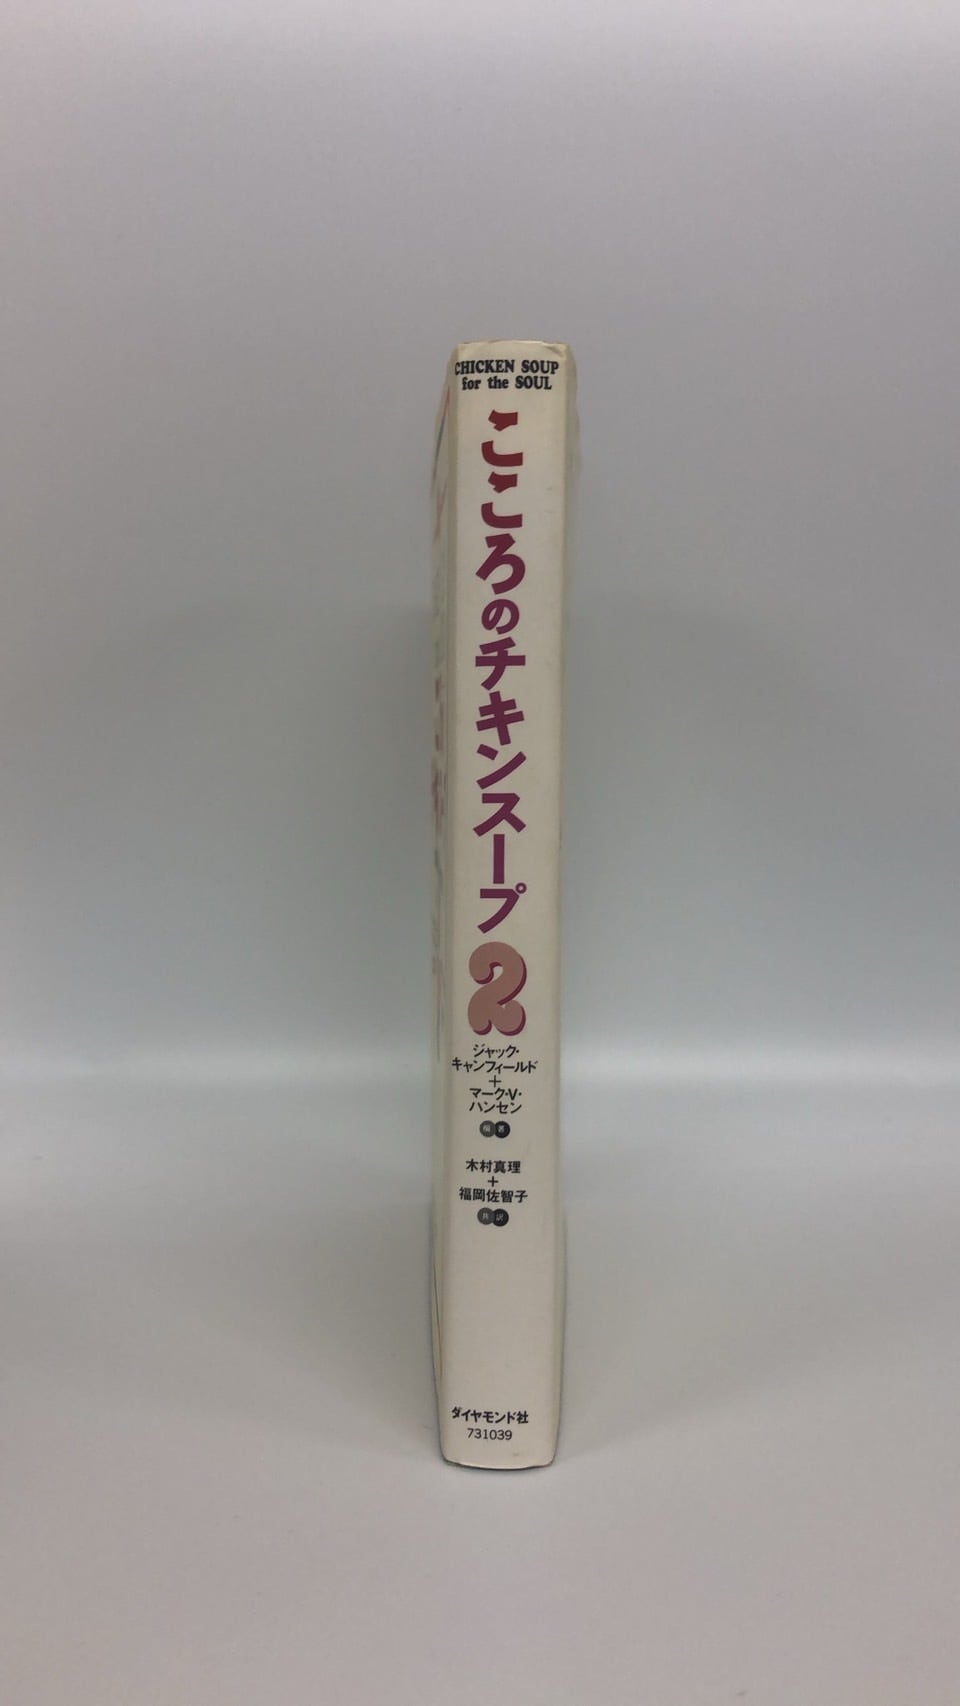 CHICKEN SOUP
for the SOUL
こころのチキンスープ
2
ジャック・
キャンフィールド
+
マーク・V・
ハンセン
編著
木村真理
+
福岡佐智子
共訳
ダイヤモンド社
731039